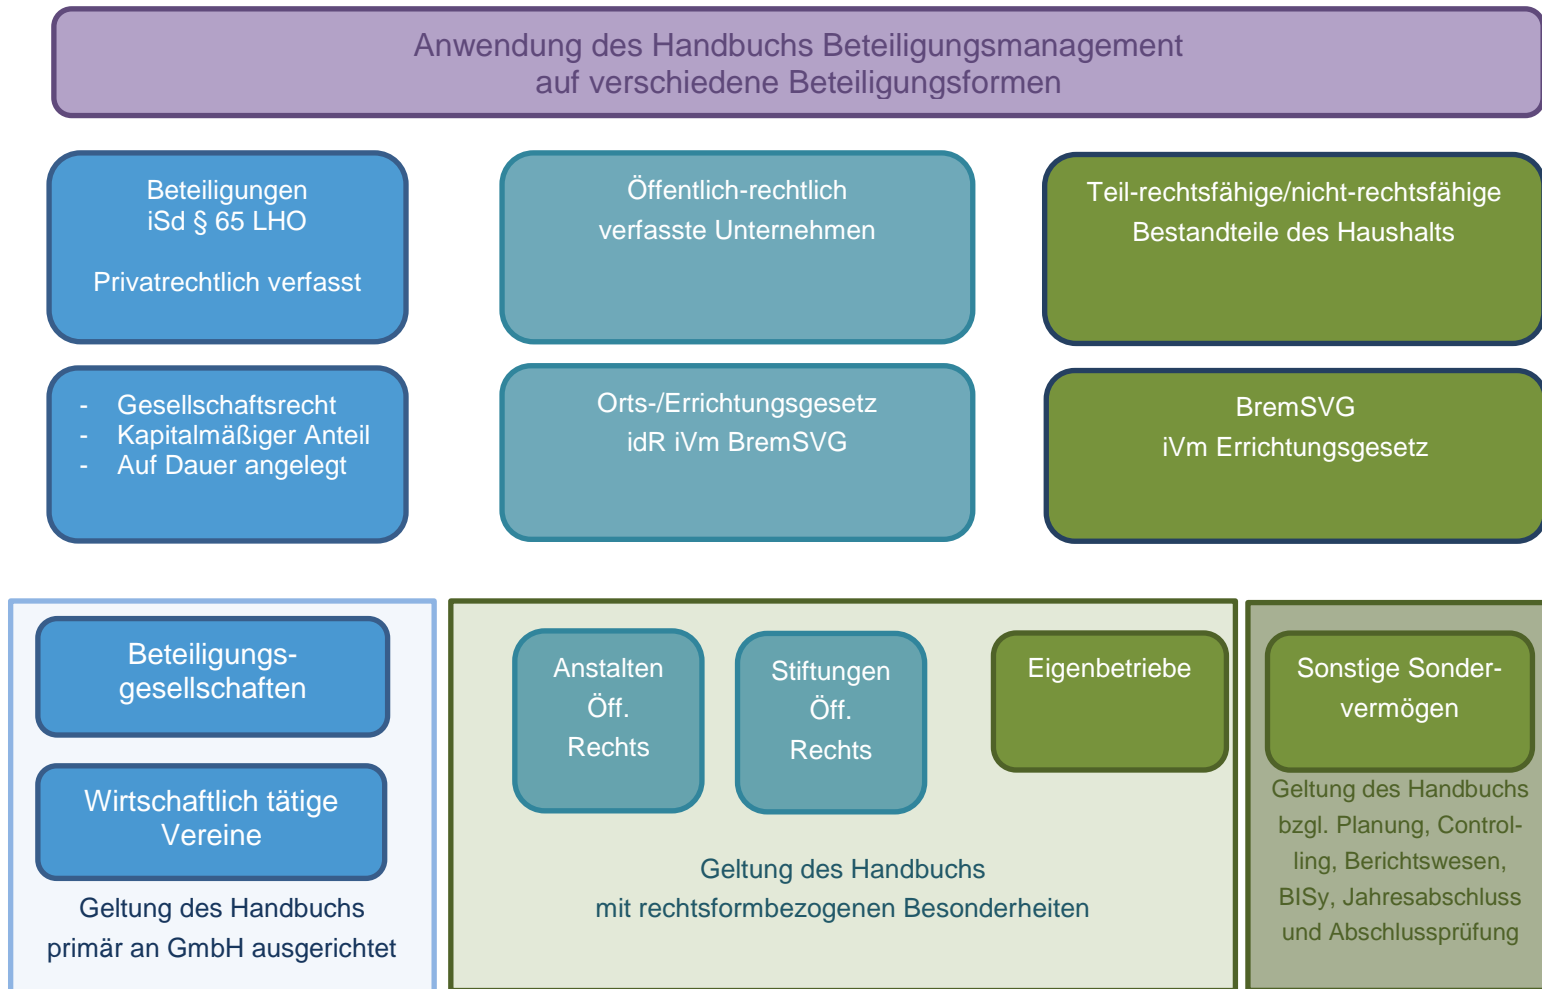 Anwendung des Handbuchs Beteiligungsmanagement
auf verschiedene Beteiligungsformen
Beteiligungen
iSd § 65 LHO
Privatrechtlich verfasst
Öffentlich-rechtlich
verfasste Unternehmen
Teil-rechtsfähige/nicht-rechtsfähige
Bestandteile des Haushalts
- Gesellschaftsrecht
- Kapitalmäßiger Anteil
- Auf Dauer angelegt
Orts-/Errichtungsgesetz
idR iVm BremSVG
BremSVG
iVm Errichtungsgesetz
Beteiligungs-
gesellschaften
Wirtschaftlich tätige
Vereine
Geltung des Handbuchs
primär an GmbH ausgerichtet
Anstalten
Öff.
Rechts
Stiftungen
Öff.
Rechts
Eigenbetriebe
Geltung des Handbuchs
mit rechtsformbezogenen Besonderheiten
Sonstige Sonder-
vermögen
Geltung des Handbuchs
bzgl. Planung, Control-
ling, Berichtswesen,
BISy, Jahresabschluss
und Abschlussprüfung